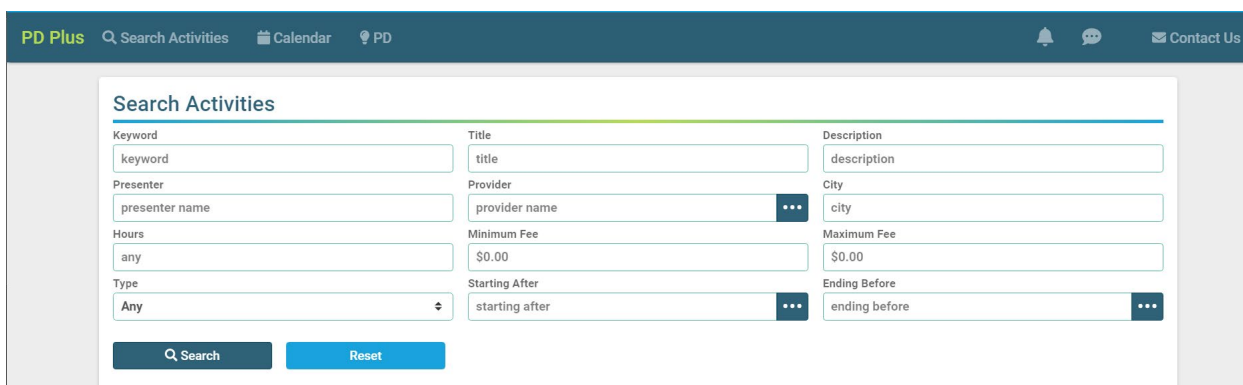 PD Plus Search Activities Calendar PD Contact Us
Search Activities
Keyword Title Description
keyword title description
Presenter Provider City
presenter name provider name city
Hours Minimum Fee Maximum Fee
any $0.00 $0.00
Type Starting After Ending Before
Any starting after ending before
Search Reset